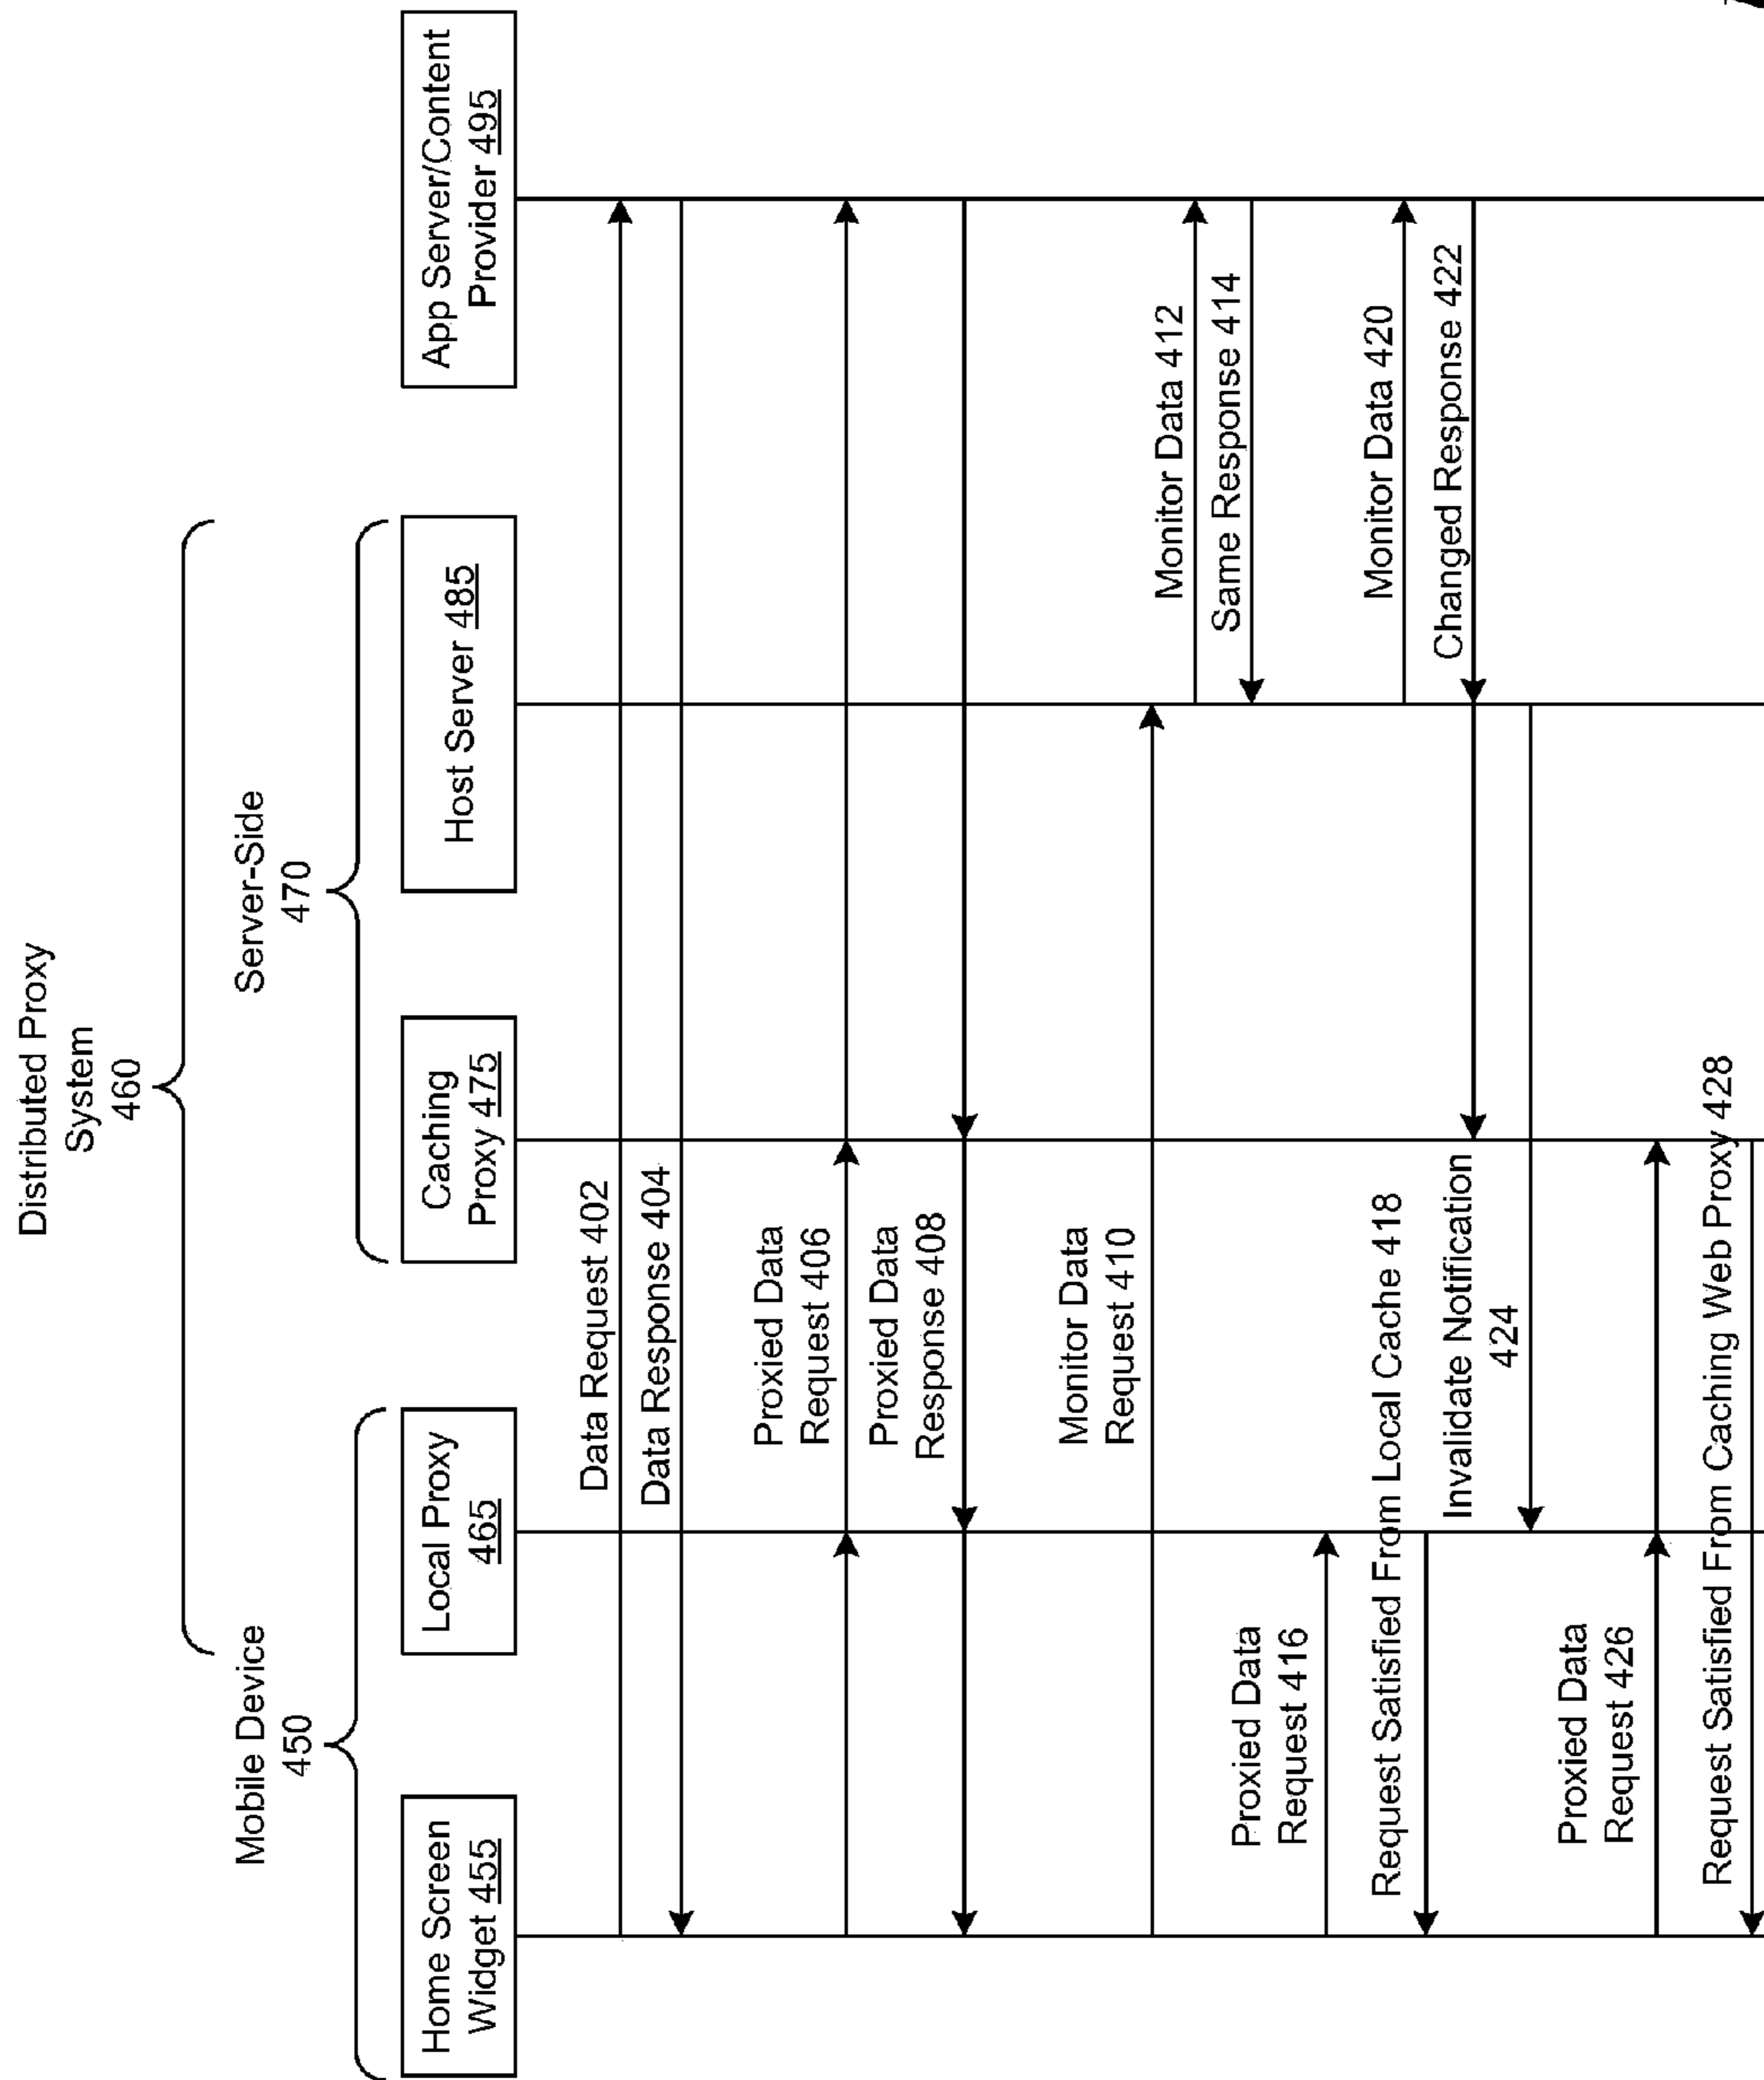 Distributed Proxy
System
460
Mobile Device
450
Server-Side
470
Home Screen
Widget 455
Local Proxy
465
Caching
Proxy 475
Host Server 485
App Server/Content
Provider 495
Data Request 402
Data Response 404
Proxied Data
Request 406
Proxied Data
Response 408
Monitor Data
Request 410
Monitor Data 412
Same Response 414
Proxied Data
Request 416
Request Satisfied From Local Cache 418
Monitor Data 420
Changed Response 422
Invalidate Notification
424
Proxied Data
Request 426
Request Satisfied From Caching Web Proxy 428